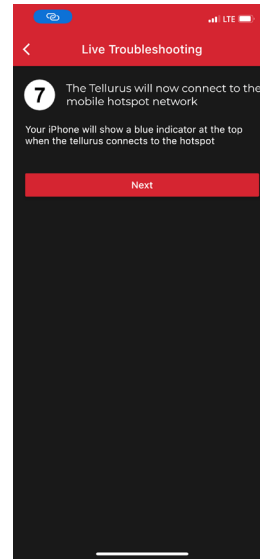 LTE
Live Troubleshooting
7
The Tellurus will now connect to the
mobile hotspot network
Your iPhone will show a blue indicator at the top
when the tellurus connects to the hotspot
Next